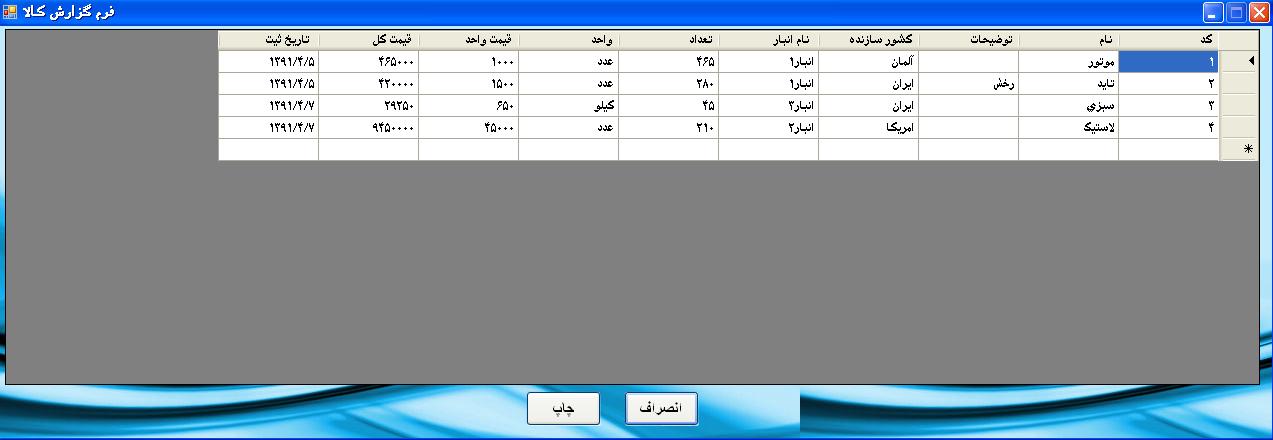 فرم گزارش کالا
کد نام توضیحات کشور سازنده نام انبار تعداد واحد قیمت واحد قیمت کل تاریخ ثبت
۱ موتور آلمان انبار۱ ۴۶۵ عدد ۱۰۰۰ ۴۶۵۰۰۰ ۱۳۹۱/۴/۵
۲ تاید رخش ایران انبار۱ ۲۸۰ عدد ۱۵۰۰ ۴۲۰۰۰۰ ۱۳۹۱/۴/۵
۳ سبزي ایران انبار۳ ۴۵ کیلو ۶۵۰ ۲۹۲۵۰ ۱۳۹۱/۴/۷
۴ لاستیک امریکا انبار۲ ۲۱۰ عدد ۴۵۰۰۰ ۹۴۵۰۰۰۰ ۱۳۹۱/۴/۷
انصراف چاپ